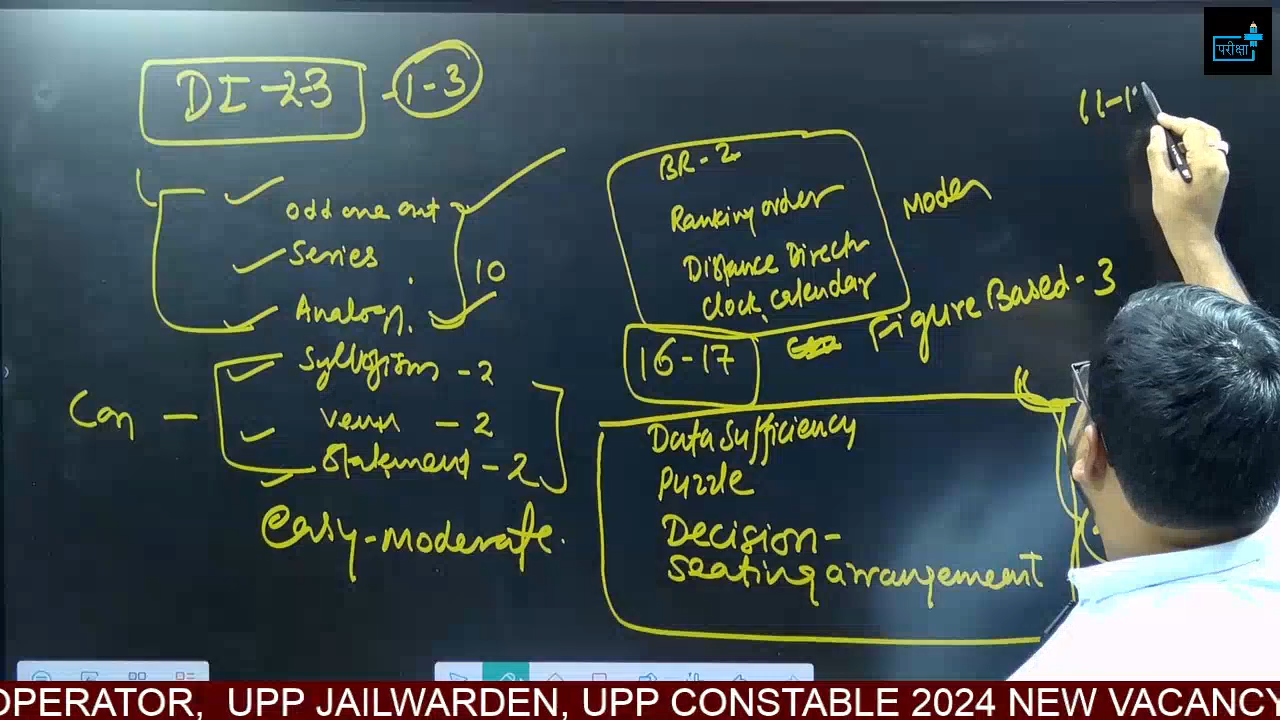 परीक्षा
DI -2-3 - 1-3
odd one out
Series
Analogy.
10
Syllogism - 2
venn - 2
Statement - 2
Con -
easy-moderate.
BR - 2
Ranking order
Distance Directn
Clock, Calendar
Moder
16-17
Figure Based - 3
Data Sufficiency
Puzzle
Decision -
Seating arrangement
OPERATOR, UPP JAILWARDEN, UPP CONSTABLE 2024 NEW VACANCY